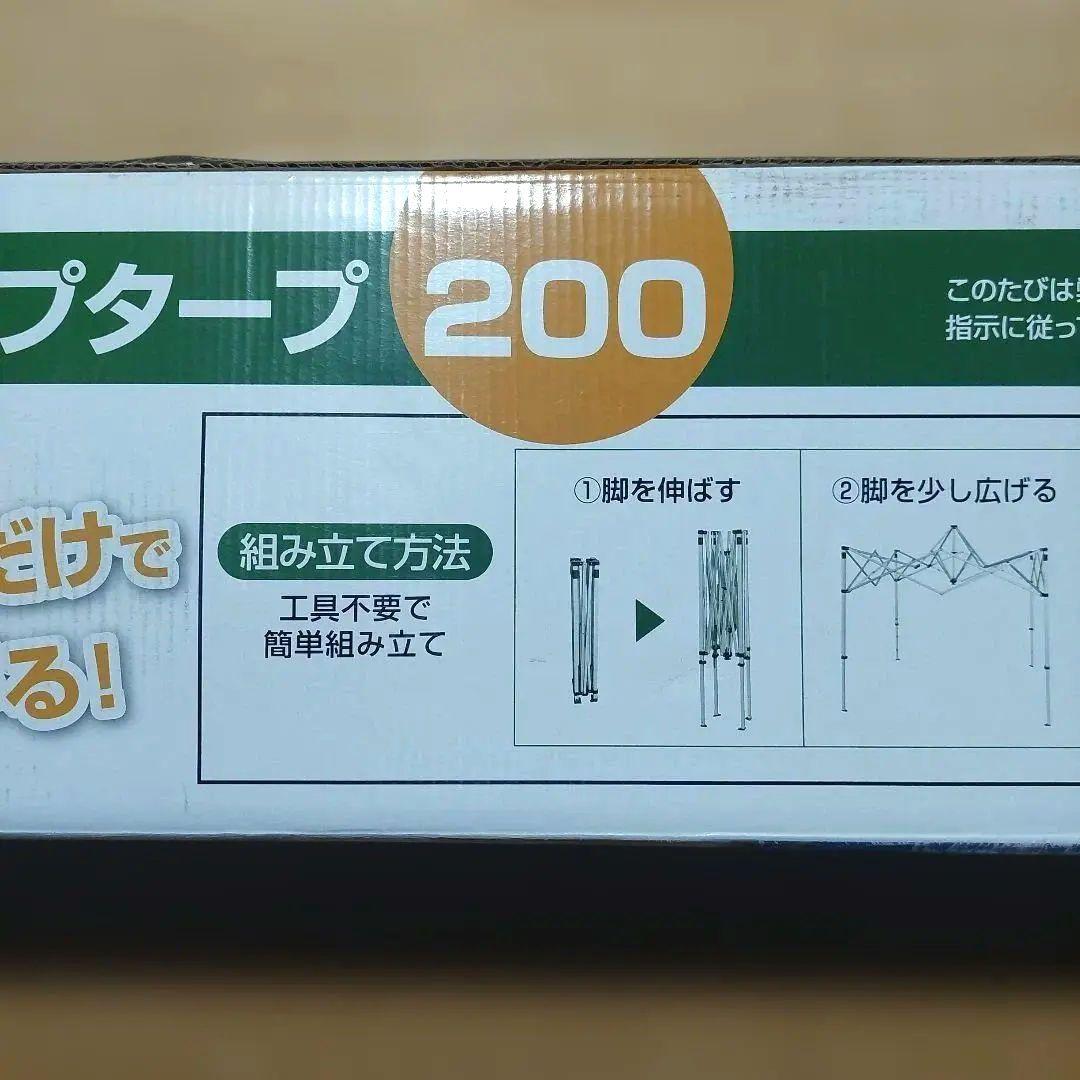 プタープ 200
このたびは
指示に従っ
だけで
る!
組み立て方法
工具不要で
簡単組み立て
①脚を伸ばす
②脚を少し広げる